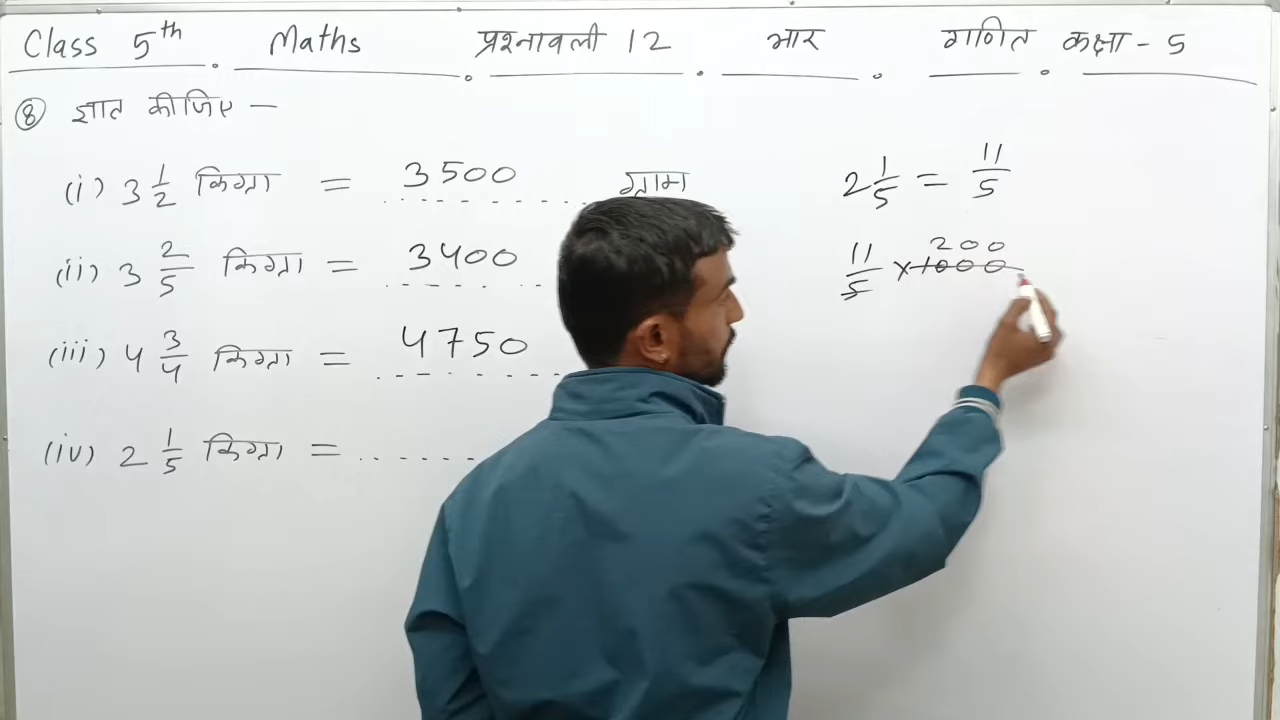 Class 5th Maths प्रश्नावली 12 भार गणित कक्षा - 5
(8) ज्ञात कीजिए -
(i) 3 1/2 किग्रा = 3500 ग्राम
(ii) 3 2/5 किग्रा = 3400
(iii) 4 3/4 किग्रा = 4750
(iv) 2 1/5 किग्रा = ........
2 1/5 = 11/5
11/5 × 1000 200